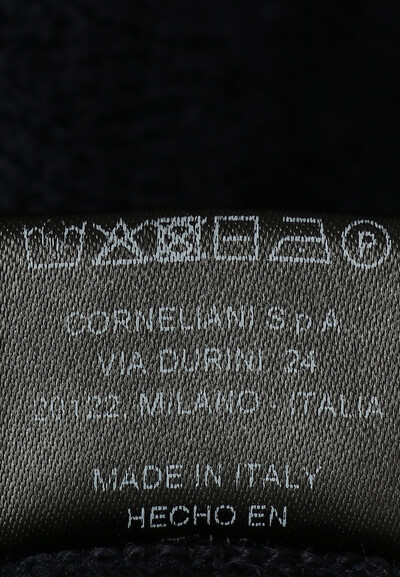 P
CORNELIANI S.p.A
VIA DURINI 24
20122 MILANO - ITALIA
MADE IN ITALY
HECHO EN